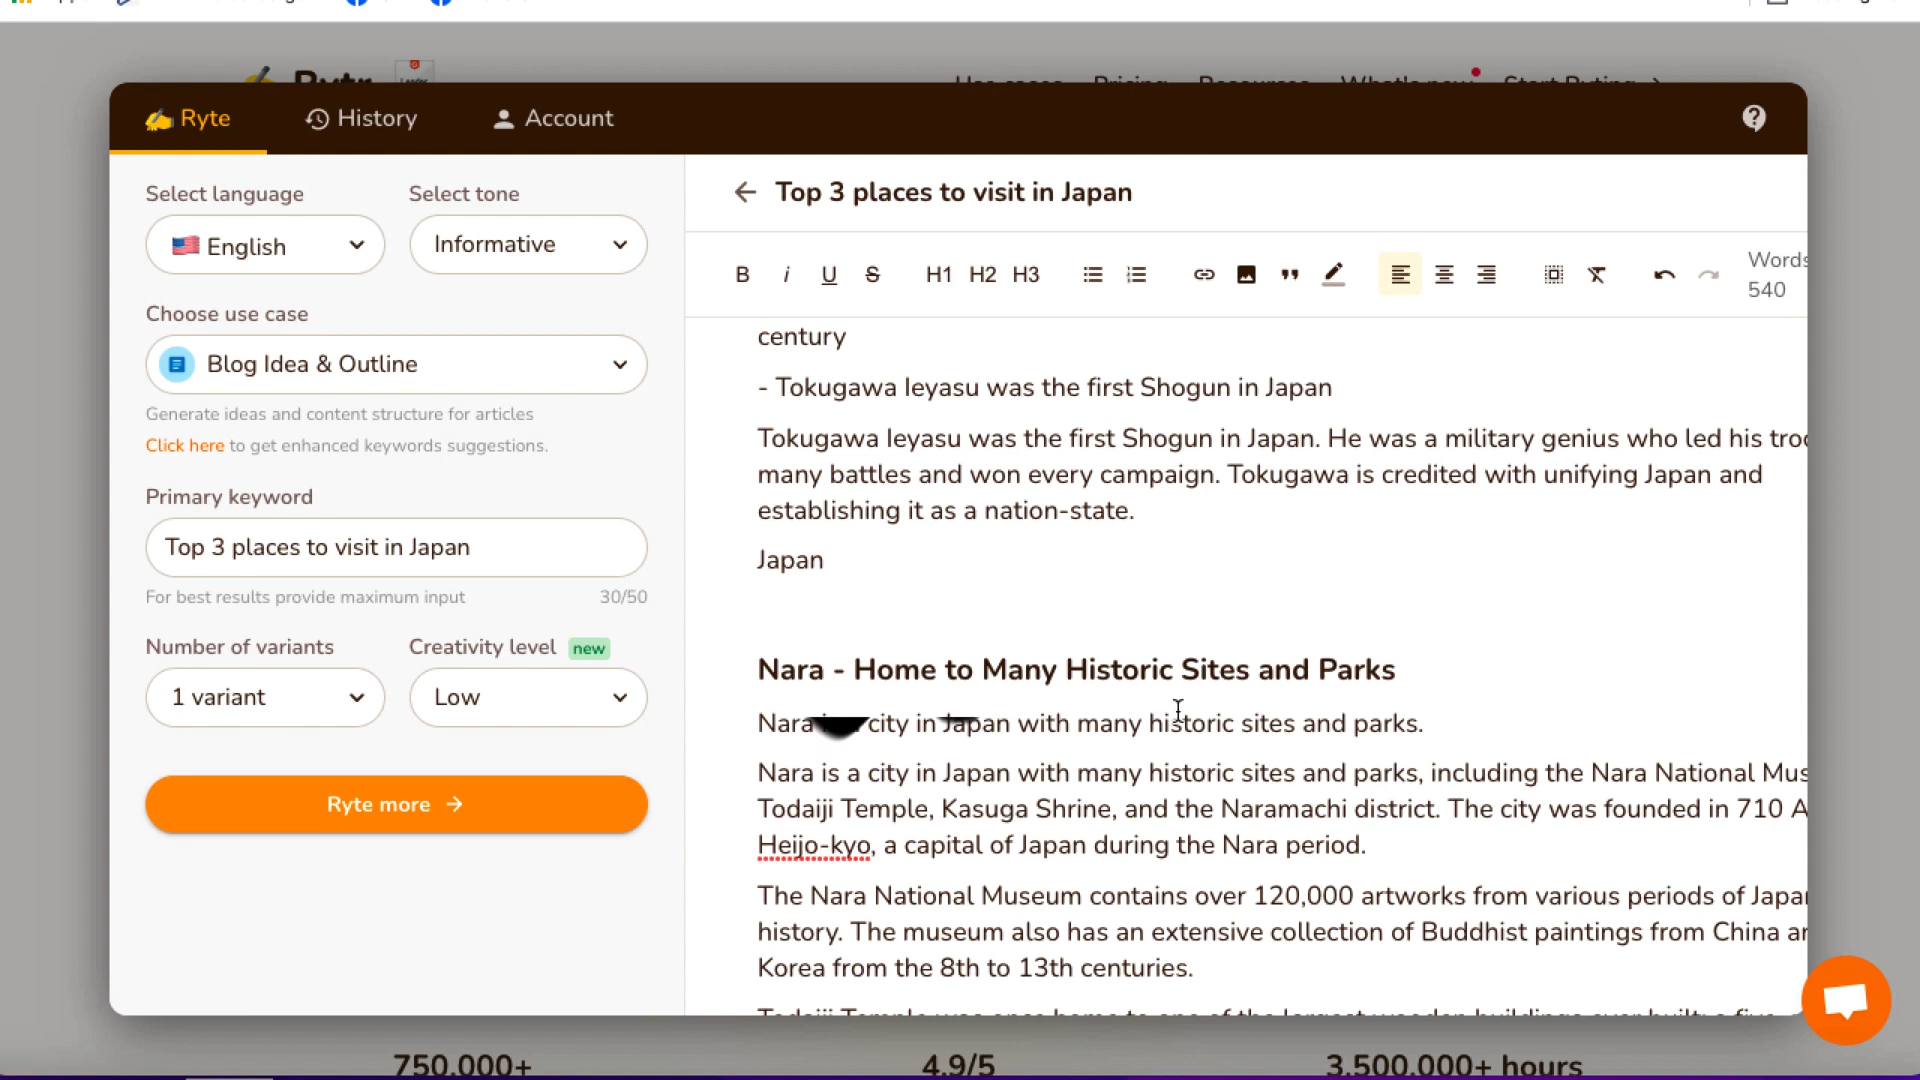 Ryte
History
Account
Select language
Select tone
English
Informative
Choose use case
Blog Idea & Outline
Generate ideas and content structure for articles
Click here to get enhanced keywords suggestions.
Primary keyword
Top 3 places to visit in Japan
For best results provide maximum input 30/50
Number of variants
Creativity level new
1 variant
Low
Ryte more
Top 3 places to visit in Japan
B i U S H1 H2 H3
Words
540
century
- Tokugawa Ieyasu was the first Shogun in Japan
Tokugawa Ieyasu was the first Shogun in Japan. He was a military genius who led his
many battles and won every campaign. Tokugawa is credited with unifying Japan and
establishing it as a nation-state.
Japan
Nara - Home to Many Historic Sites and Parks
Nara city in Japan with many historic sites and parks.
Nara is a city in Japan with many historic sites and parks, including the Nara National
Todaiji Temple, Kasuga Shrine, and the Naramachi district. The city was founded in 710
Heijo-kyo, a capital of Japan during the Nara period.
The Nara National Museum contains over 120,000 artworks from various periods of
history. The museum also has an extensive collection of Buddhist paintings from China
Korea from the 8th to 13th centuries.
750,000+
4.9/5
3,500,000+ hours